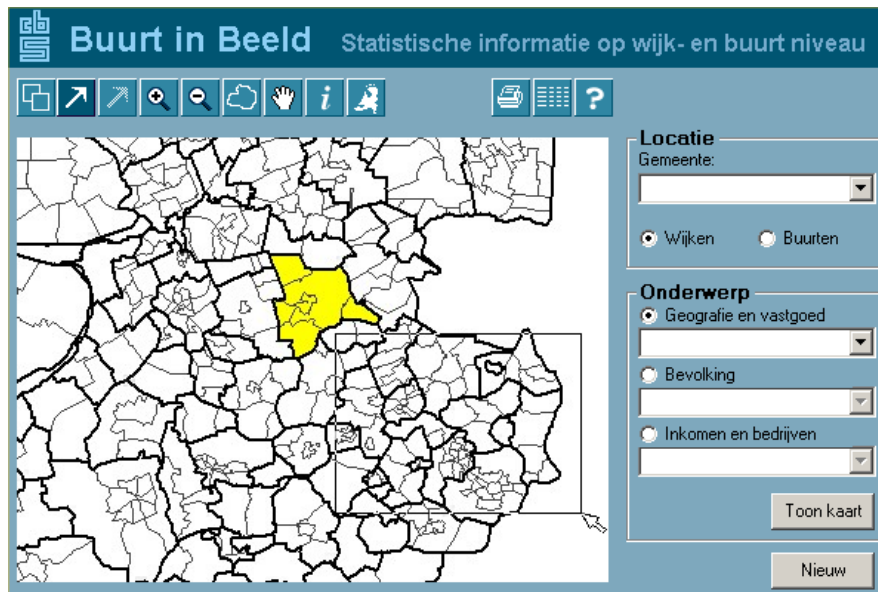 cbs
Buurt in Beeld Statistische informatie op wijk- en buurt niveau
i
?
Locatie
Gemeente:
Wijken Buurten
Onderwerp
Geografie en vastgoed
Bevolking
Inkomen en bedrijven
Toon kaart
Nieuw